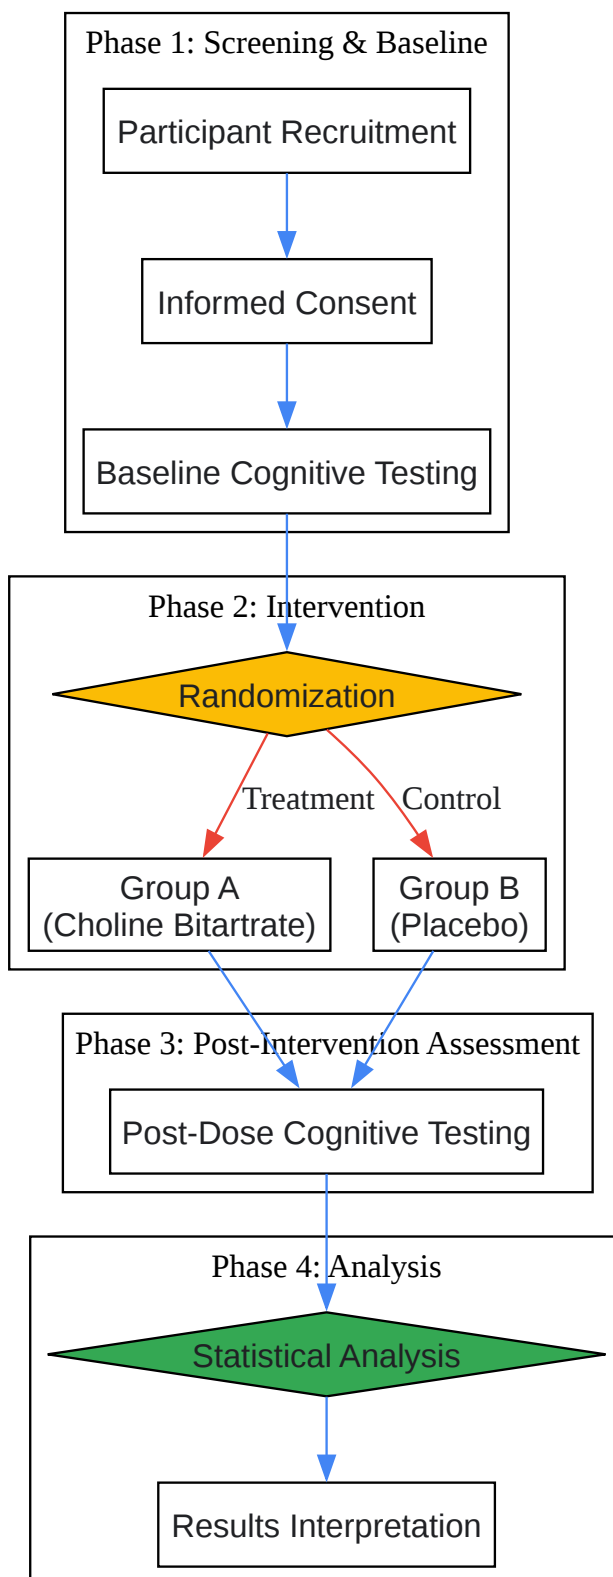 Phase 1: Screening & Baseline
Participant Recruitment
Informed Consent
Baseline Cognitive Testing
Phase 2: Intervention
Randomization
Treatment
Control
Group A
(Choline Bitartrate)
Group B
(Placebo)
Phase 3: Post-Intervention Assessment
Post-Dose Cognitive Testing
Phase 4: Analysis
Statistical Analysis
Results Interpretation